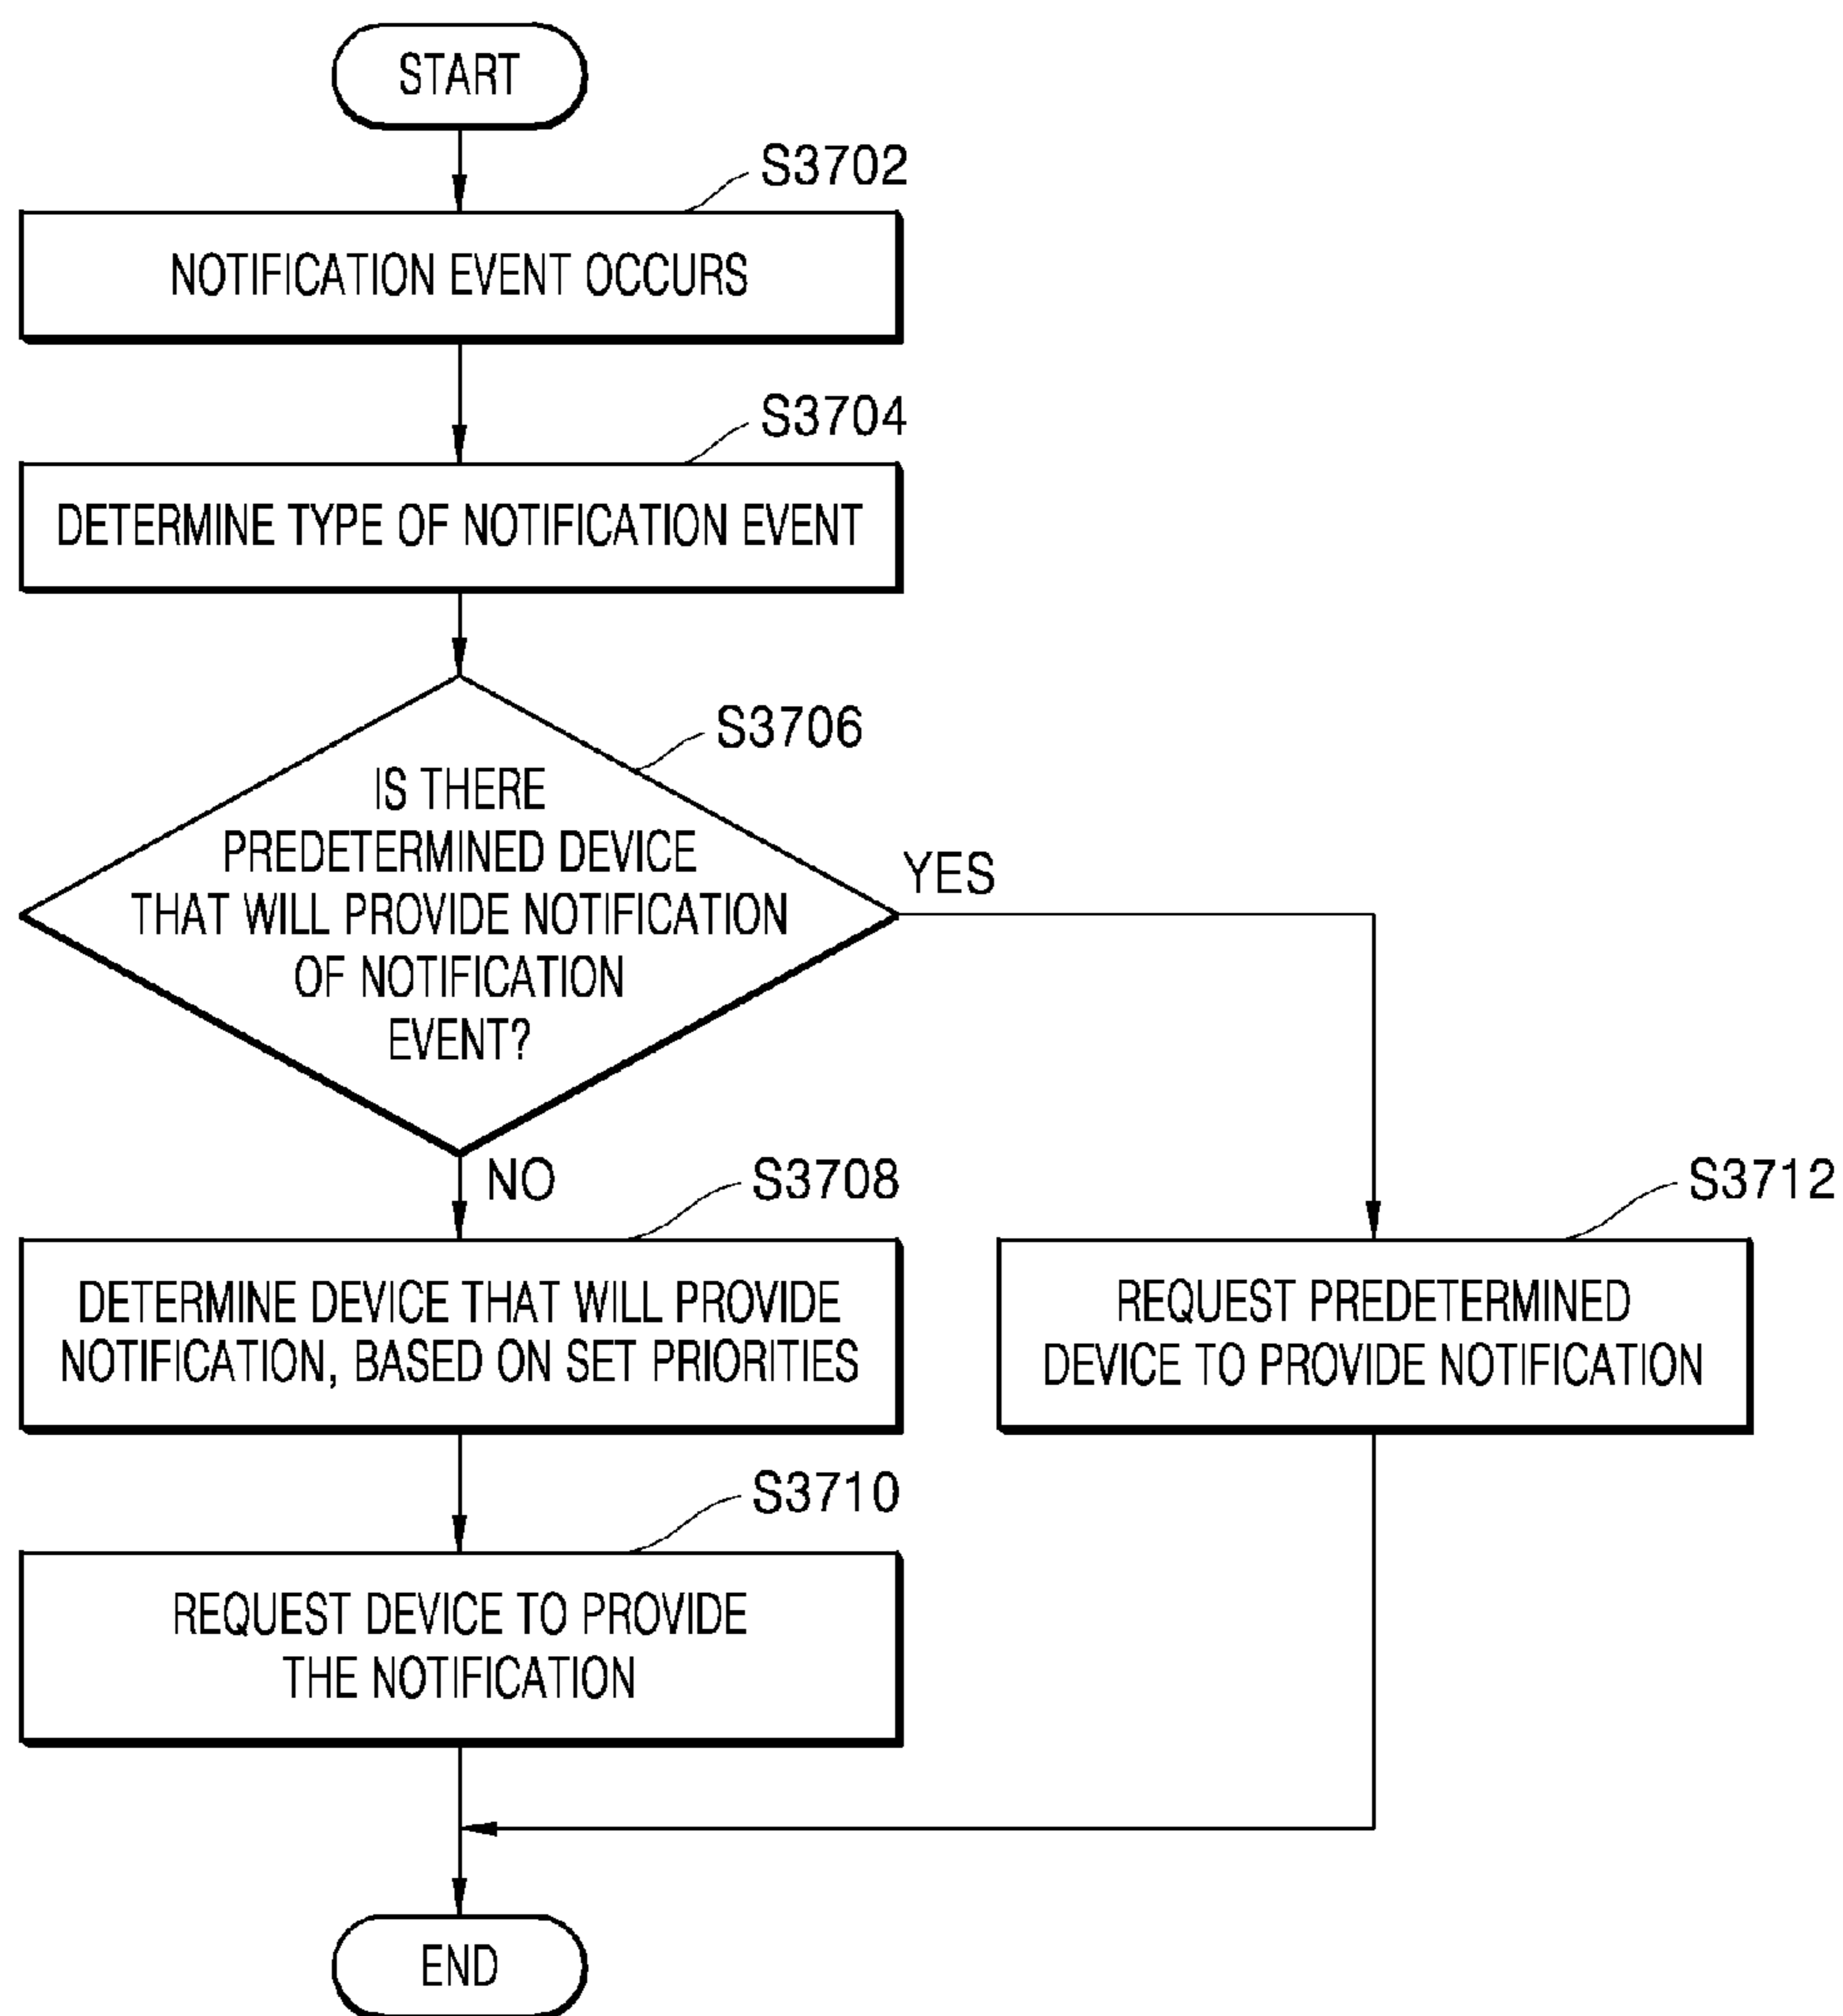 START
S3702
NOTIFICATION EVENT OCCURS
S3704
DETERMINE TYPE OF NOTIFICATION EVENT
S3706
IS THERE
PREDETERMINED DEVICE
THAT WILL PROVIDE NOTIFICATION
OF NOTIFICATION
EVENT?
YES
NO
S3708
DETERMINE DEVICE THAT WILL PROVIDE
NOTIFICATION, BASED ON SET PRIORITIES
S3712
REQUEST PREDETERMINED
DEVICE TO PROVIDE NOTIFICATION
S3710
REQUEST DEVICE TO PROVIDE
THE NOTIFICATION
END